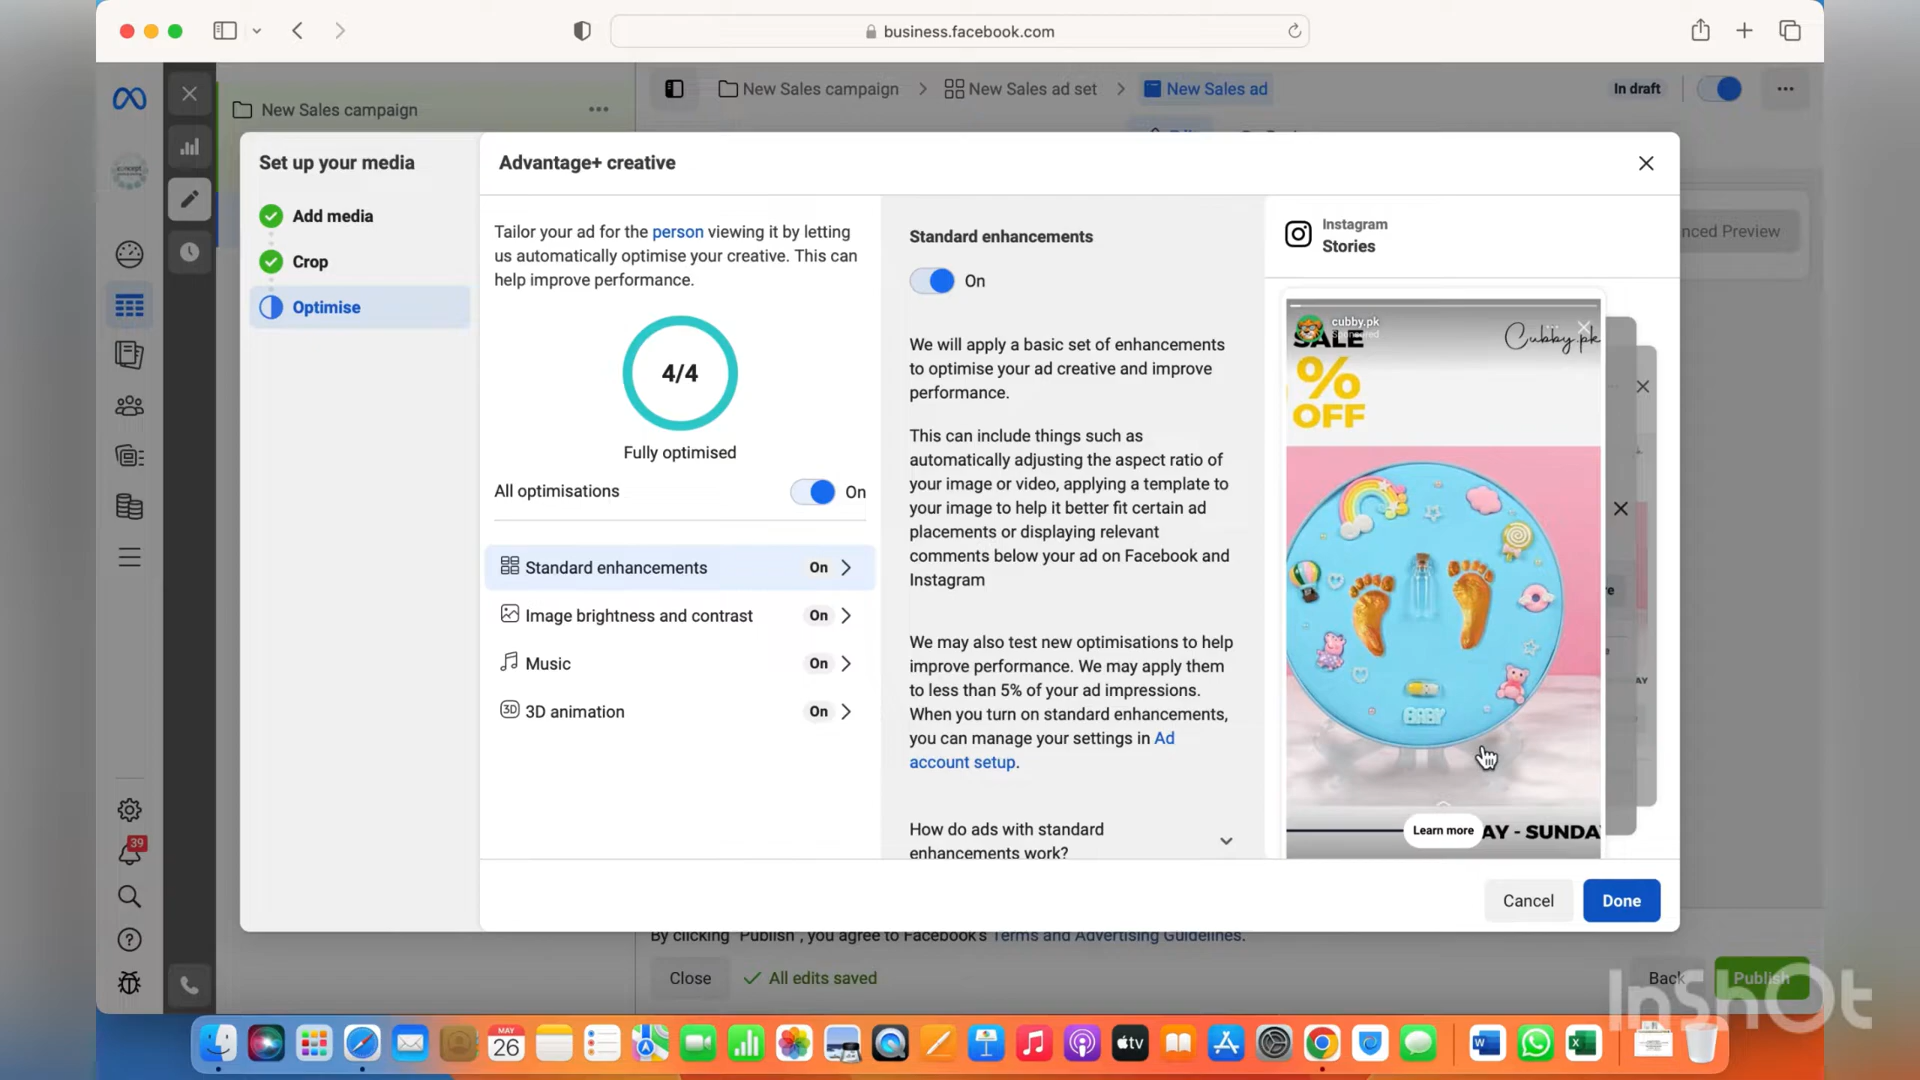 business.facebook.com
New Sales campaign
New Sales campaign
New Sales ad set
New Sales ad
In draft
Set up your media
Add media
Crop
Optimise
Advantage+ creative
Tailor your ad for the person viewing it by letting
us automatically optimise your creative. This can
help improve performance.
4/4
Fully optimised
All optimisations
On
Standard enhancements
On
Image brightness and contrast
On
Music
On
3D
3D animation
On
Standard enhancements
On
We will apply a basic set of enhancements
to optimise your ad creative and improve
performance.
This can include things such as
automatically adjusting the aspect ratio of
your image or video, applying a template to
your image to help it better fit certain ad
placements or displaying relevant
comments below your ad on Facebook and
Instagram
We may also test new optimisations to help
improve performance. We may apply them
to less than 5% of your ad impressions.
When you turn on standard enhancements,
you can manage your settings in Ad
account setup.
How do ads with standard
enhancements work?
Instagram
Stories
cubby.pk
SALE
Cubby.pk
%
OFF
BABY
Learn more
AY - SUNDA
nced Preview
Cancel
Done
By clicking "Publish", you agree to Facebook's Terms and Advertising Guidelines.
Close
All edits saved
Back
Publish
InShOt
39
MAY
26
tv
W
X